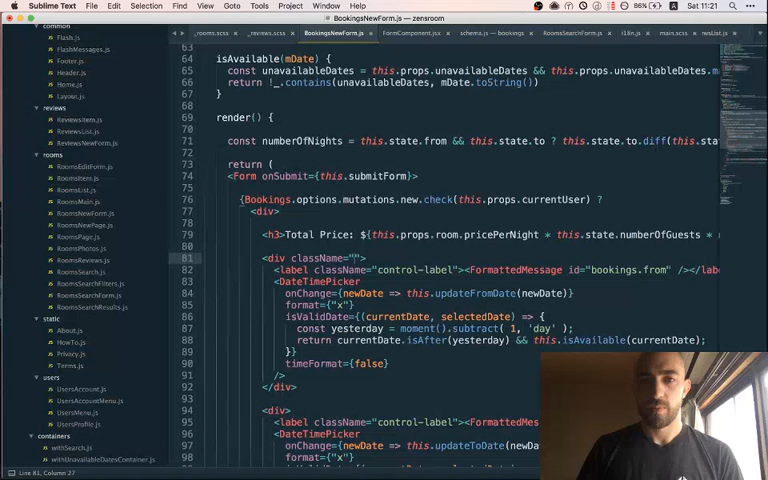 Sublime Text File Edit Selection Find View Goto Tools Project Window Help 86% Sat 11:21
BookingsNewForm.js — zensroom
_rooms.scss _reviews.scss BookingsNewForm.js FormComponent.jsx schema.js — bookings RoomsSearchForm.js i18n.js main.scss
common
Flash.js
FlashMessages.js
Footer.js
Header.js
Home.js
Layout.js
reviews
ReviewsItem.js
ReviewsList.js
ReviewsNewForm.js
rooms
RoomsEditForm.js
RoomsItem.js
RoomsList.js
RoomsMain.js
RoomsNewForm.js
RoomsNewPage.js
RoomsPage.js
RoomsPhotos.js
RoomsReviews.js
RoomsSearch.js
RoomsSearchFilters.js
RoomsSearchForm.js
RoomsSearchResults.js
static
About.js
HowTo.js
Privacy.js
Terms.js
users
UsersAccount.js
UsersAccountMenu.js
UsersMenu.js
UsersProfile.js
containers
withSearch.js
withUnavailableDatesContainer.js
63
64 isAvailable(mDate) {
65 const unavailableDates = this.props.unavailableDates && this.props.unavailableDates.m
66 return !_.contains(unavailableDates, mDate.toString())
67 }
68
69 render() {
70
71 const numberOfNights = this.state.from && this.state.to ? this.state.to.diff(this.sta
72
73 return (
74 <Form onSubmit={this.submitForm}>
75
76 {Bookings.options.mutations.new.check(this.props.currentUser) ?
77 <div>
78
79 <h3>Total Price: ${this.props.room.pricePerNight * this.state.numberOfGuests *
80
81 <div className="">
82 <label className="control-label"><FormattedMessage id="bookings.from" /></lab
83 <DateTimePicker
84 onChange={newDate => this.updateFromDate(newDate)}
85 format={"x"}
86 isValidDate={(currentDate, selectedDate) => {
87 const yesterday = moment().subtract( 1, 'day' );
88 return currentDate.isAfter(yesterday) && this.isAvailable(currentDate);
89 }}
90 timeFormat={false}
91 />
92 </div>
93
94 <div>
95 <label className="control-label"><FormattedMess
96 <DateTimePicker
97 onChange={newDate => this.updateToDate(newDa
98 format={"x"}
Line 81, Column 27